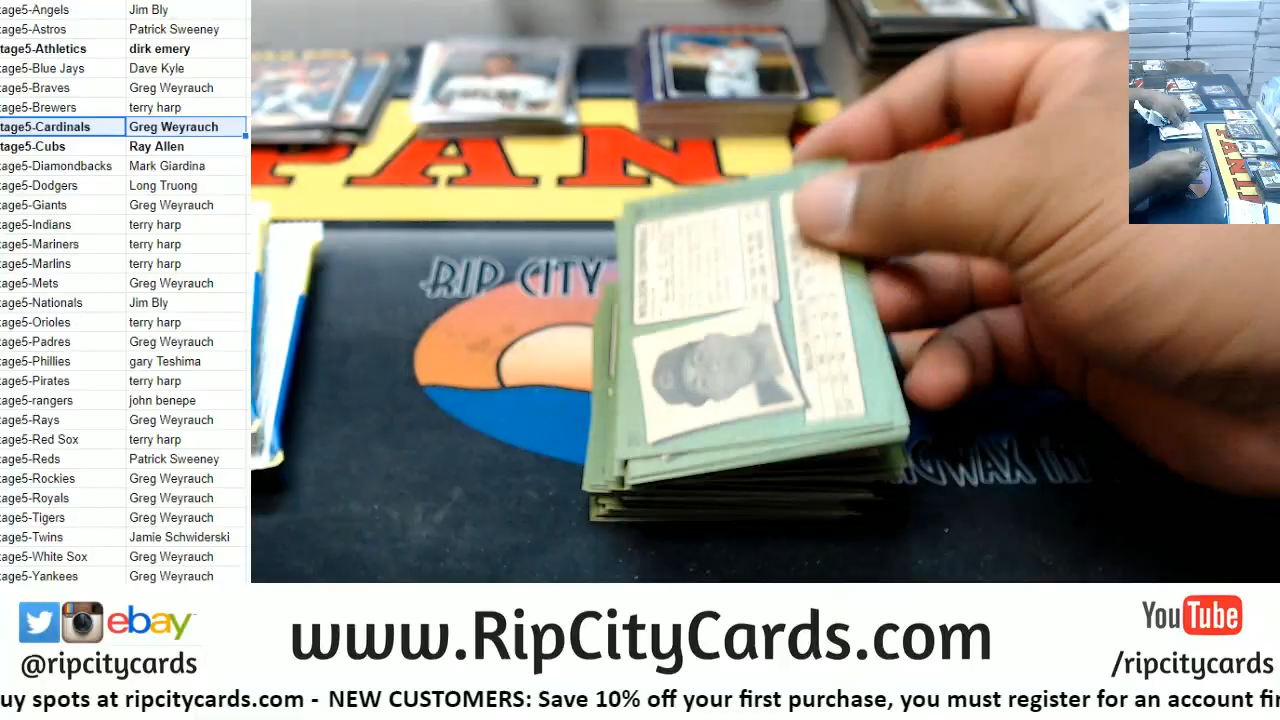 tage5-Angels Jim Bly
tage5-Astros Patrick Sweeney
tage5-Athletics dirk emery
tage5-Blue Jays Dave Kyle
tage5-Braves Greg Weyrauch
tage5-Brewers terry harp
tage5-Cardinals Greg Weyrauch
tage5-Cubs Ray Allen
tage5-Diamondbacks Mark Giardina
tage5-Dodgers Long Truong
tage5-Giants Greg Weyrauch
tage5-Indians terry harp
tage5-Mariners terry harp
tage5-Marlins terry harp
tage5-Mets Greg Weyrauch
tage5-Nationals Jim Bly
tage5-Orioles terry harp
tage5-Padres Greg Weyrauch
tage5-Phillies gary Teshima
tage5-Pirates terry harp
tage5-rangers john benepe
tage5-Rays Greg Weyrauch
tage5-Red Sox terry harp
tage5-Reds Patrick Sweeney
tage5-Rockies Greg Weyrauch
tage5-Royals Greg Weyrauch
tage5-Tigers Greg Weyrauch
tage5-Twins Jamie Schwiderski
tage5-White Sox Greg Weyrauch
tage5-Yankees Greg Weyrauch
PAN
RIP CITY
ebay
@ripcitycards
www.RipCityCards.com
YouTube
/ripcitycards
buy spots at ripcitycards.com - NEW CUSTOMERS: Save 10% off your first purchase, you must register for an account fi